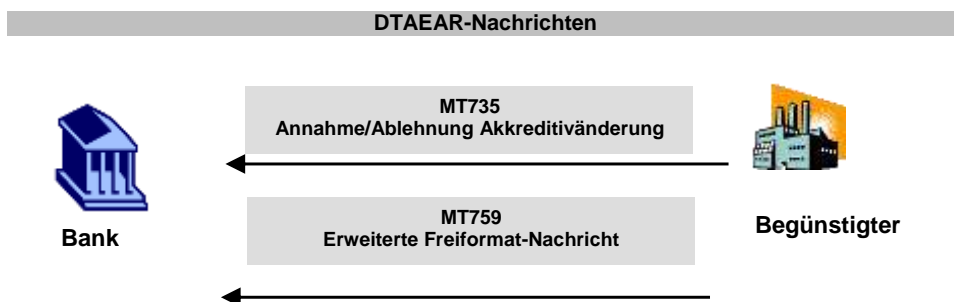 DTAEAR-Nachrichten
MT735
Annahme/Ablehnung Akkreditivänderung
MT759
Erweiterte Freiformat-Nachricht
Bank
Begünstigter